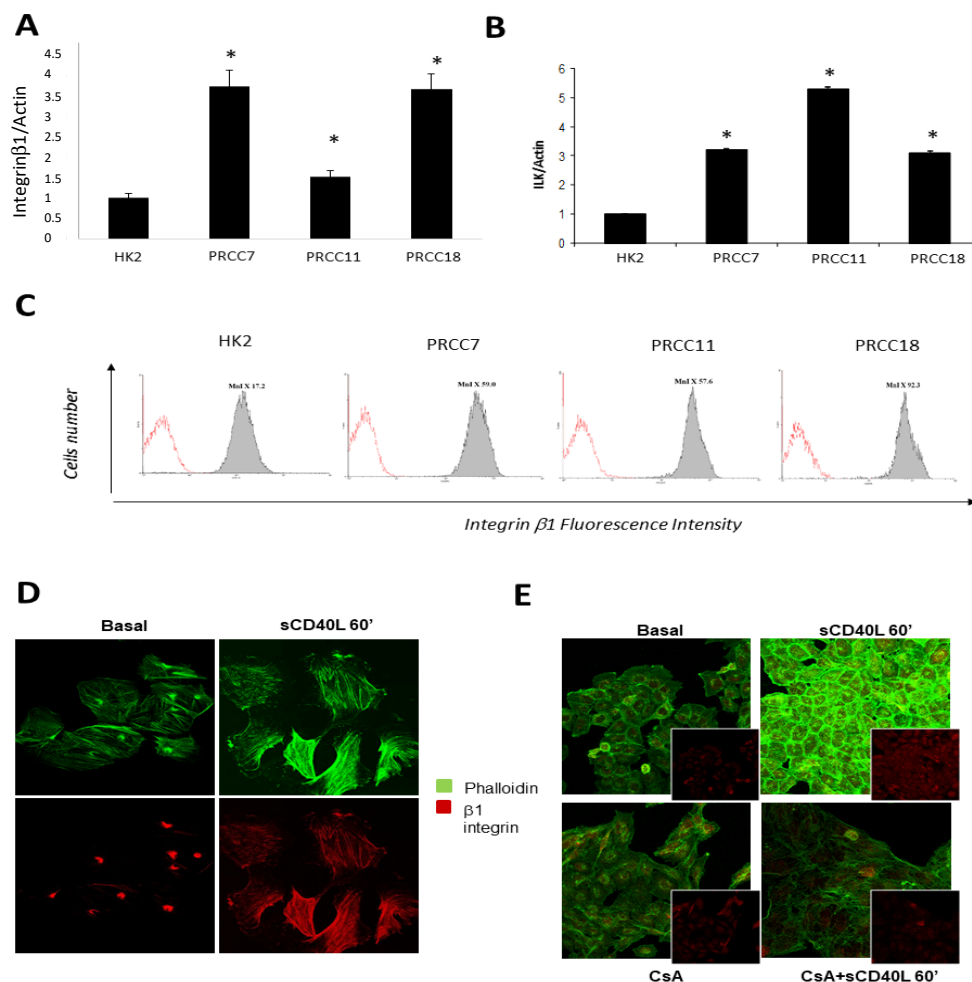 A
Integrinβ1/Actin
4.5
4
3.5
3
2.5
2
1.5
1
0.5
0
*
*
*
HK2
PRCC7
PRCC11
PRCC18
B
ILK/Actin
6
5
4
3
2
1
0
*
*
*
HK2
PRCC7
PRCC11
PRCC18
C
HK2
PRCC7
PRCC11
PRCC18
MnI X 17.2
MnI X 59.0
MnI X 57.6
MnI X 92.3
Cells number
Integrin β1 Fluorescence Intensity
D
Basal
sCD40L 60’
Phalloidin
β1
integrin
E
Basal
sCD40L 60’
CsA
CsA+sCD40L 60’